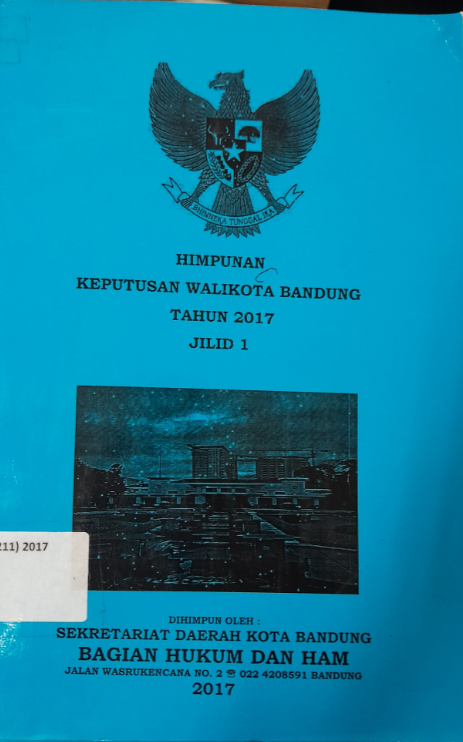 BHINNEKA TUNGGAL IKA
HIMPUNAN
KEPUTUSAN WALIKOTA BANDUNG
TAHUN 2017
JILID 1
211) 2017
DIHIMPUN OLEH :
SEKRETARIAT DAERAH KOTA BANDUNG
BAGIAN HUKUM DAN HAM
JALAN WASRUKENCANA NO. 2 ☎ 022 4208591 BANDUNG
2017